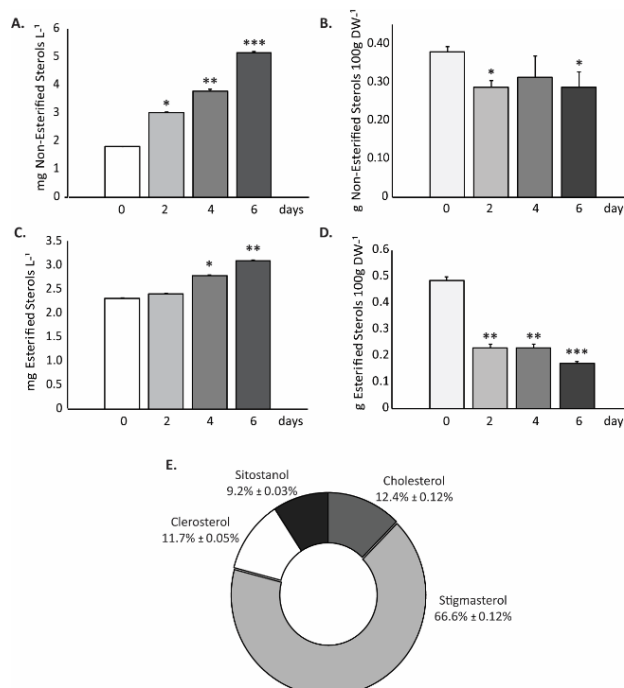 A.
mg Non-Esterified Sterols L-¹
6
5
4
3
2
1
0
*
**
***
0 2 4 6 days
B.
g Non-Esterified Sterols 100g DW-¹
0.40
0.30
0.20
0.10
0.00
*
*
0 2 4 6 days
C.
mg Esterified Sterols L-¹
3.5
3.0
2.5
2.0
1.5
1.0
0.5
0
*
**
0 2 4 6 days
D.
g Esterified Sterols 100g DW-¹
0.6
0.5
0.4
0.3
0.2
0.1
0
**
**
***
0 2 4 6 days
E.
Sitostanol
9.2% ± 0.03%
Cholesterol
12.4% ± 0.12%
Clerosterol
11.7% ± 0.05%
Stigmasterol
66.6% ± 0.12%